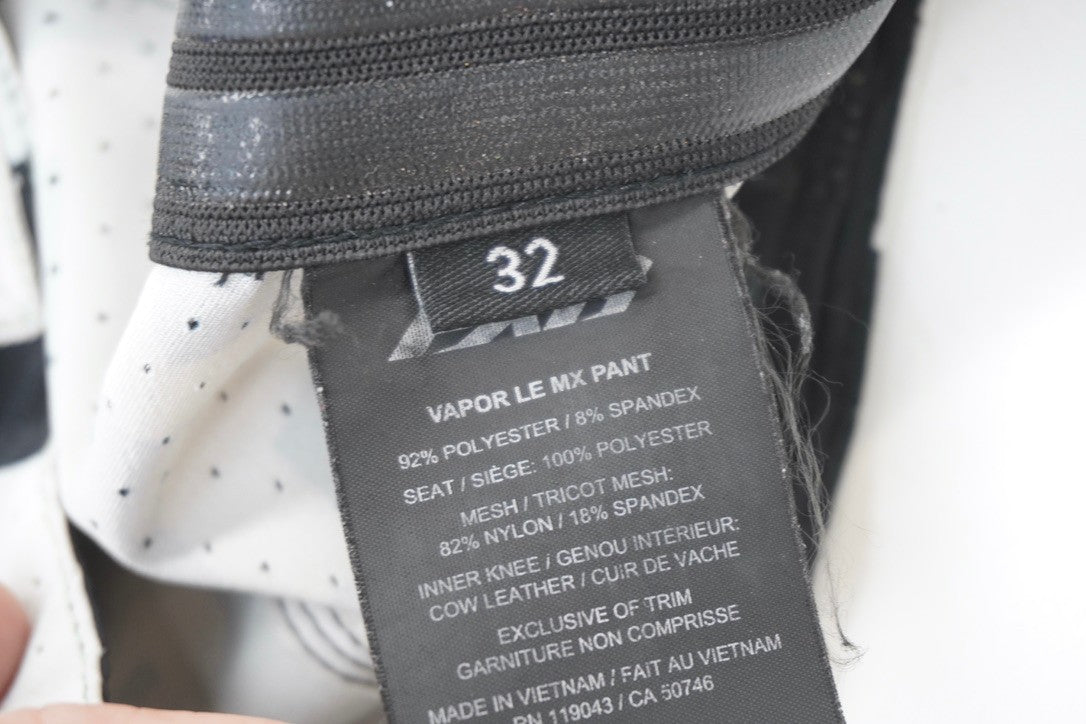 32
VAPOR LE MX PANT
92% POLYESTER / 8% SPANDEX
SEAT / SIÈGE: 100% POLYESTER
MESH / TRICOT MESH:
82% NYLON / 18% SPANDEX
INNER KNEE / GENOU INTÉRIEUR:
COW LEATHER / CUIR DE VACHE
EXCLUSIVE OF TRIM
GARNITURE NON COMPRISSE
MADE IN VIETNAM / FAIT AU VIETNAM
RN 119043 / CA 50746